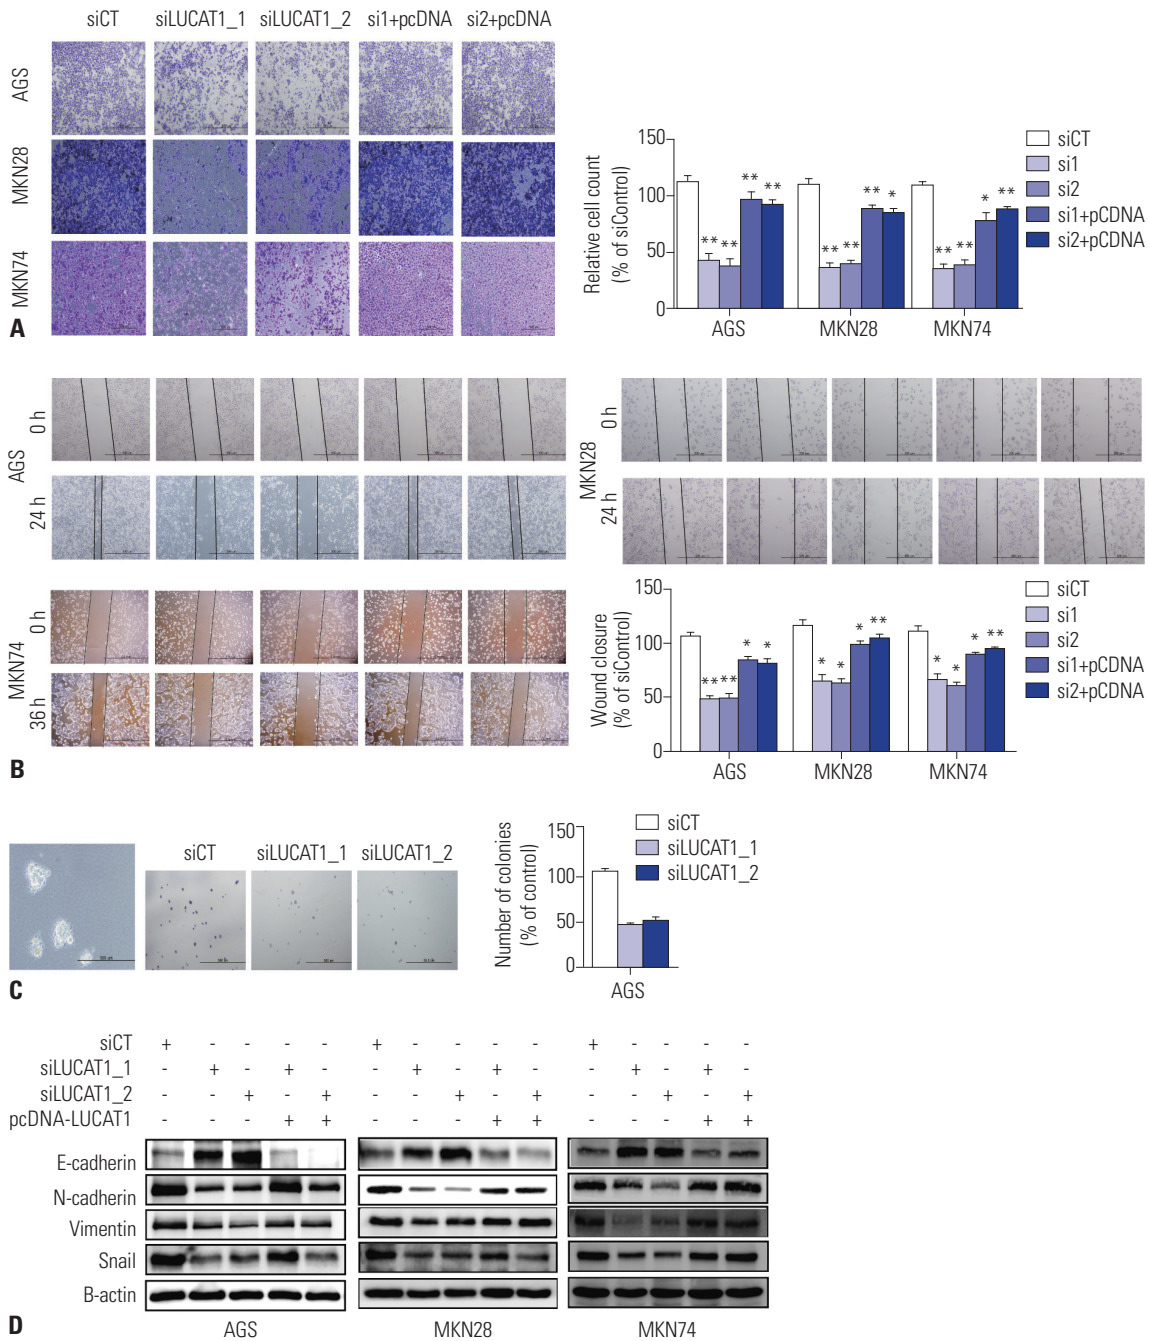 siCT siLUCAT1_1 siLUCAT1_2 si1+pcDNA si2+pcDNA
AGS
MKN28
MKN74
A
Relative cell count
(% of siControl)
150
100
50
0
** ** ** **
** ** ** *
** ** * **
AGS MKN28 MKN74
siCT
si1
si2
si1+pCDNA
si2+pCDNA
AGS
0 h
24 h
MKN74
0 h
36 h
MKN28
0 h
24 h
B
Wound closure
(% of siControl)
150
100
50
0
** ** * *
* * * **
* * * **
AGS MKN28 MKN74
siCT
si1
si2
si1+pCDNA
si2+pCDNA
siCT siLUCAT1_1 siLUCAT1_2
C
Number of colonies
(% of control)
150
100
50
0
AGS
siCT
siLUCAT1_1
siLUCAT1_2
siCT + - - - - + - - - - + - - - -
siLUCAT1_1 - + - + - - + - + - - + - + -
siLUCAT1_2 - - + - + - - + - + - - + - +
pcDNA-LUCAT1 - - - + + - - - + + - - - + +
E-cadherin
N-cadherin
Vimentin
Snail
B-actin
AGS MKN28 MKN74
D